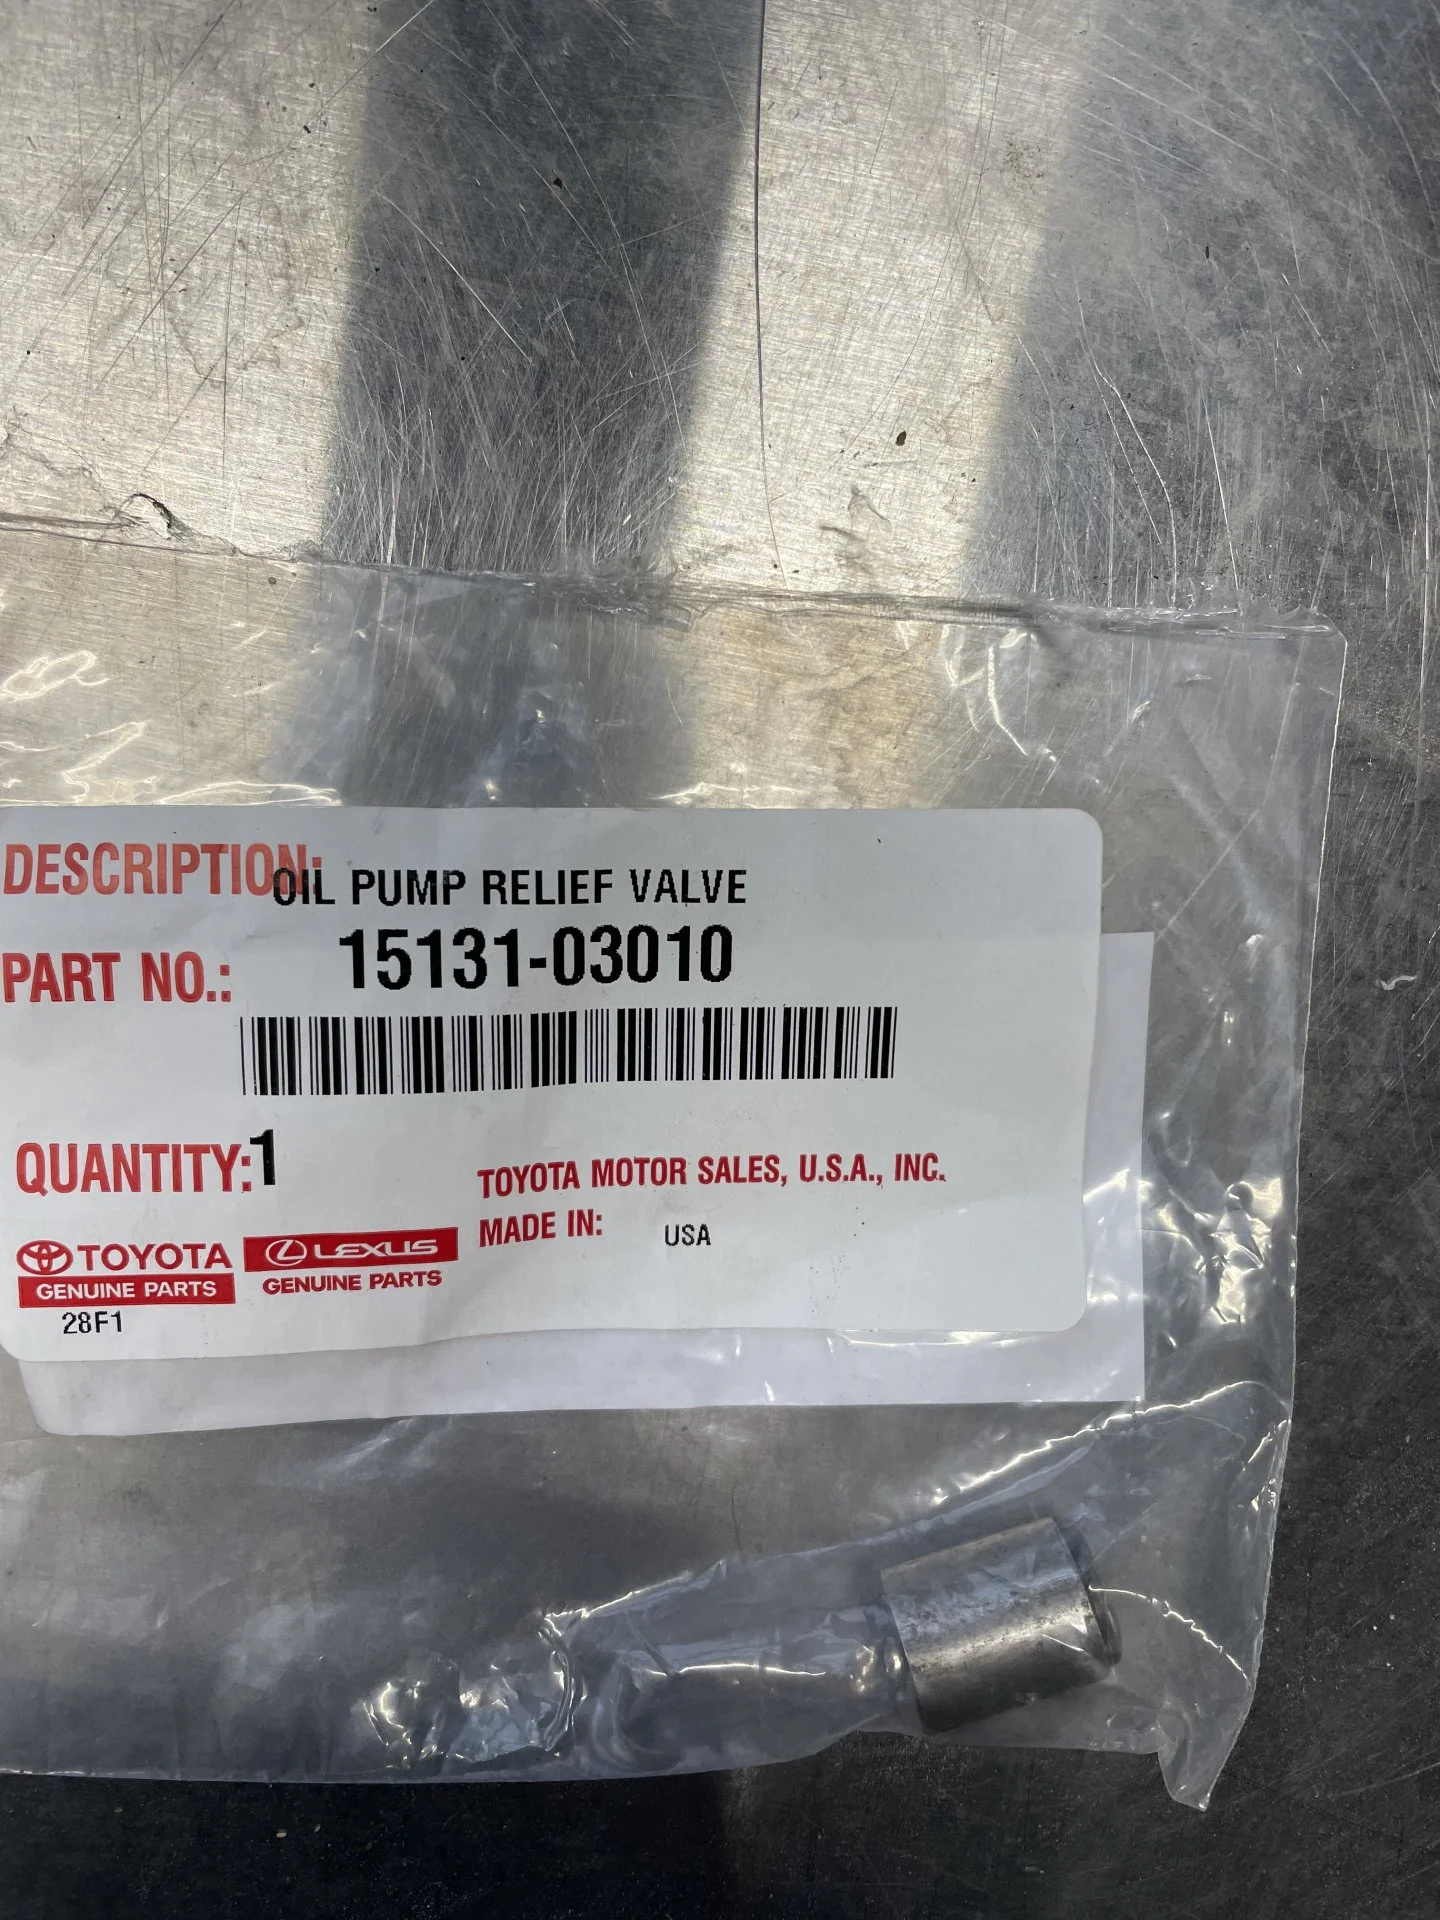 DESCRIPTION: OIL PUMP RELIEF VALVE
PART NO.: 15131-03010
QUANTITY: 1
TOYOTA MOTOR SALES, U.S.A., INC.
MADE IN: USA
TOYOTA
GENUINE PARTS
LEXUS
GENUINE PARTS
28F1